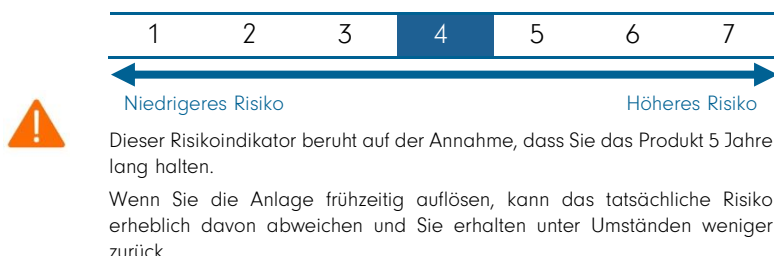 1 2 3 4 5 6 7
Niedrigeres Risiko Höheres Risiko
Dieser Risikoindikator beruht auf der Annahme, dass Sie das Produkt 5 Jahre
lang halten.
Wenn Sie die Anlage frühzeitig auflösen, kann das tatsächliche Risiko
erheblich davon abweichen und Sie erhalten unter Umständen weniger
zurück